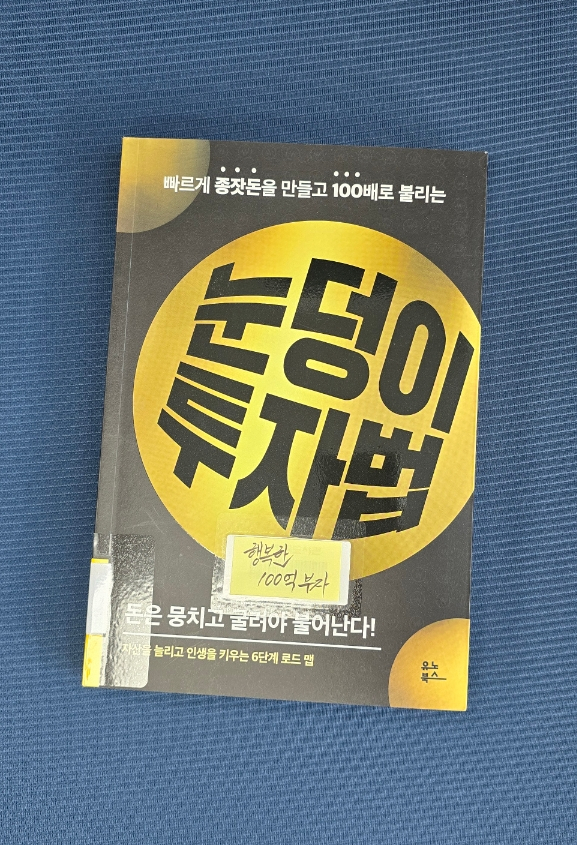 빠르게 종잣돈을 만들고 100배로 불리는
눈덩이
투자법
행복한
100억 부자
돈은 뭉치고 굴려야 불어난다!
자산을 늘리고 인생을 키우는 6단계 로드 맵
유노
북스